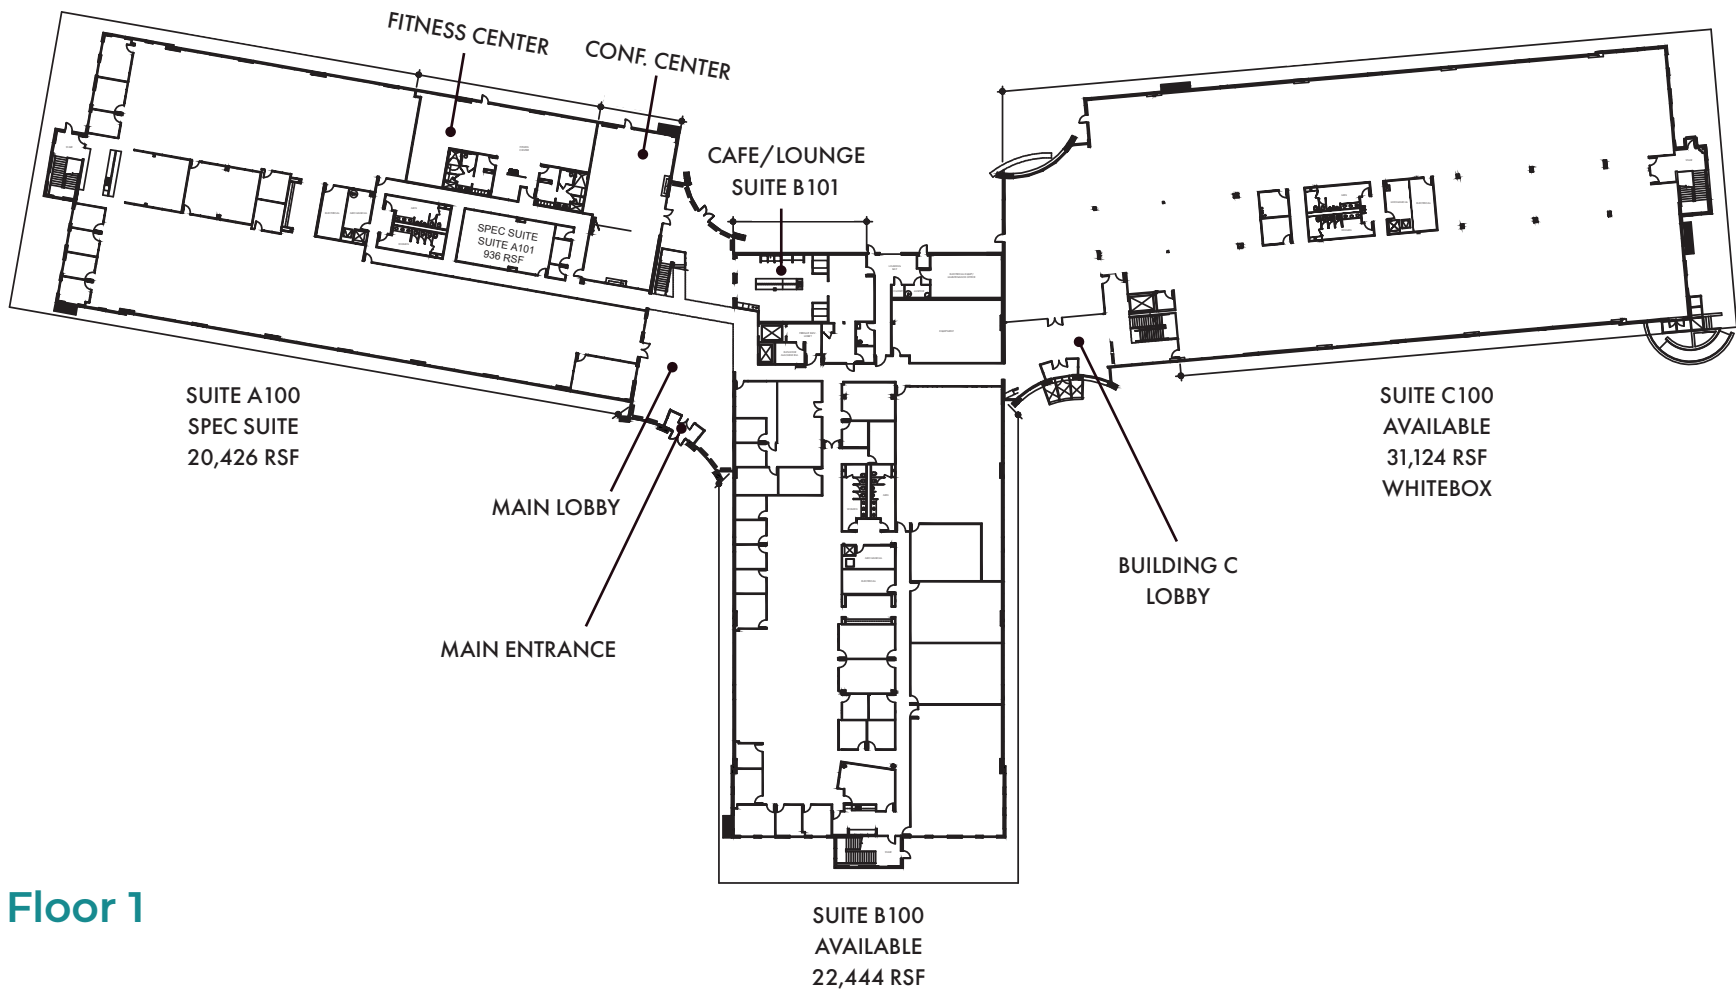 FITNESS CENTER
CONF. CENTER
CAFE/LOUNGE
SUITE B101
SPEC SUITE
SUITE A101
936 RSF
SUITE A100
SPEC SUITE
20,426 RSF
SUITE C100
AVAILABLE
31,124 RSF
WHITEBOX
MAIN LOBBY
BUILDING C
LOBBY
MAIN ENTRANCE
Floor 1
SUITE B100
AVAILABLE
22,444 RSF